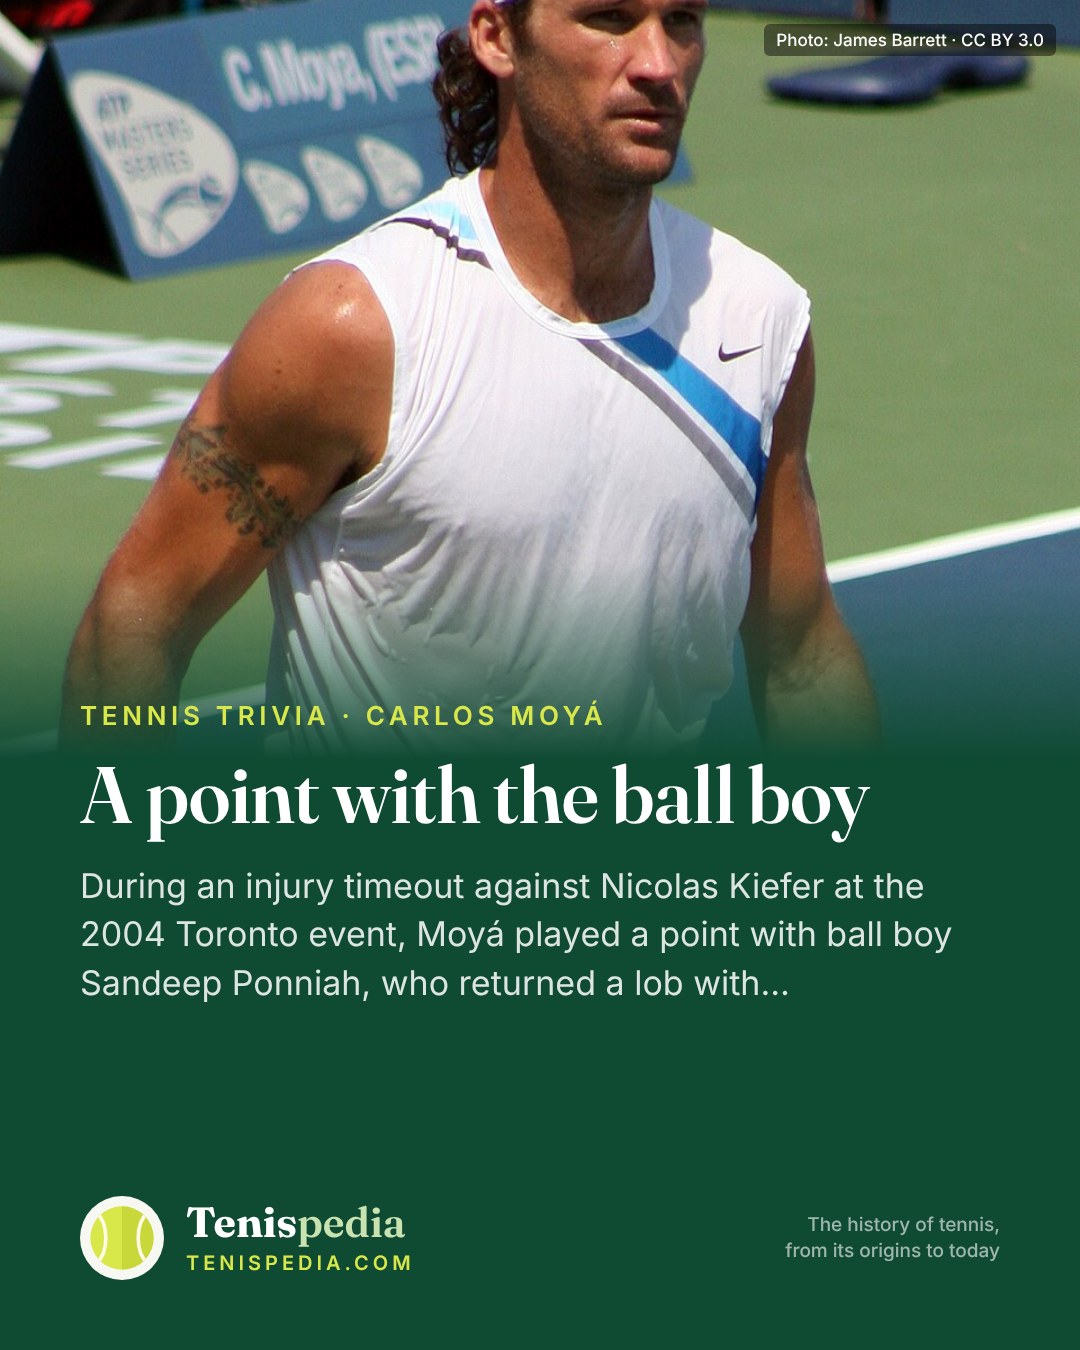 Photo: James Barrett · CC BY 3.0
C. Moya, (ESP
ATP
MASTERS
SERIES
TENNIS TRIVIA · CARLOS MOYÁ
A point with the ball boy
During an injury timeout against Nicolas Kiefer at the
2004 Toronto event, Moyá played a point with ball boy
Sandeep Ponniah, who returned a lob with...
Tenispedia
TENISPEDIA.COM
The history of tennis,
from its origins to today